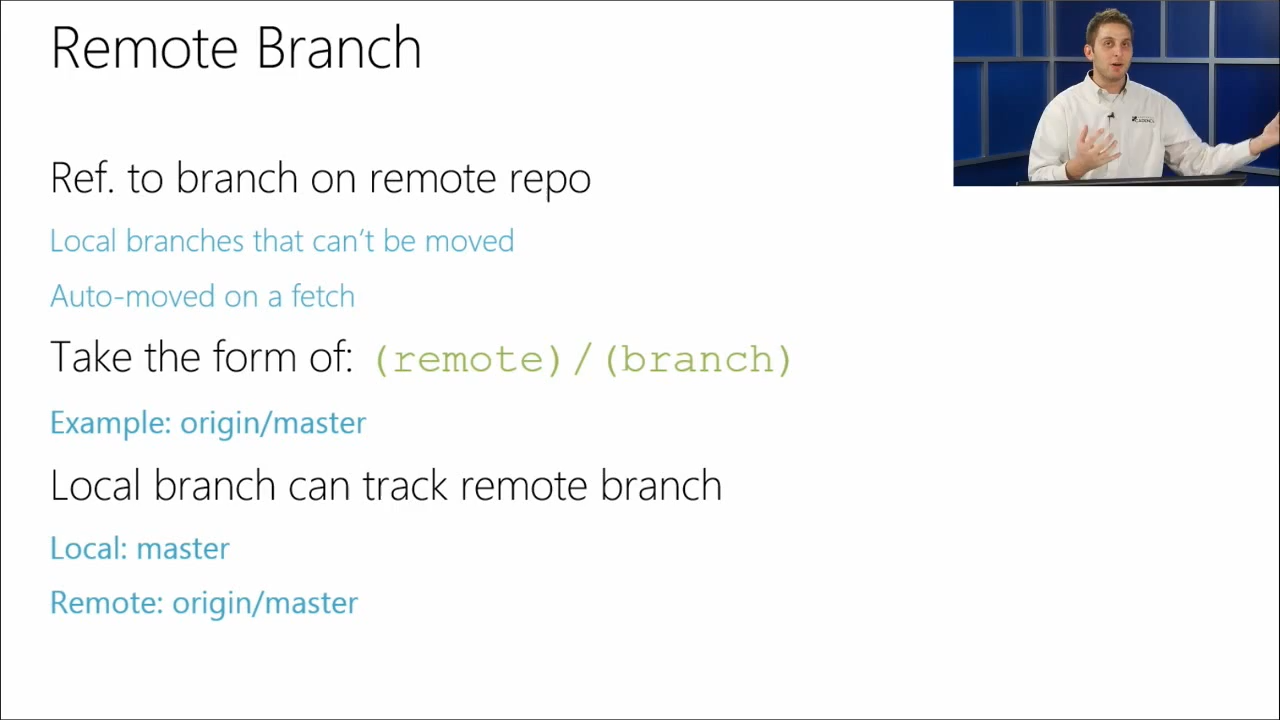 Remote Branch
Ref. to branch on remote repo
Local branches that can't be moved
Auto-moved on a fetch
Take the form of: (remote)/(branch)
Example: origin/master
Local branch can track remote branch
Local: master
Remote: origin/master